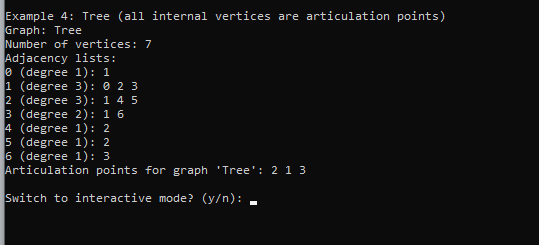 Example 4: Tree (all internal vertices are articulation points)
Graph: Tree
Number of vertices: 7
Adjacency lists:
0 (degree 1): 1
1 (degree 3): 0 2 3
2 (degree 3): 1 4 5
3 (degree 2): 1 6
4 (degree 1): 2
5 (degree 1): 2
6 (degree 1): 3
Articulation points for graph 'Tree': 2 1 3
Switch to interactive mode? (y/n):